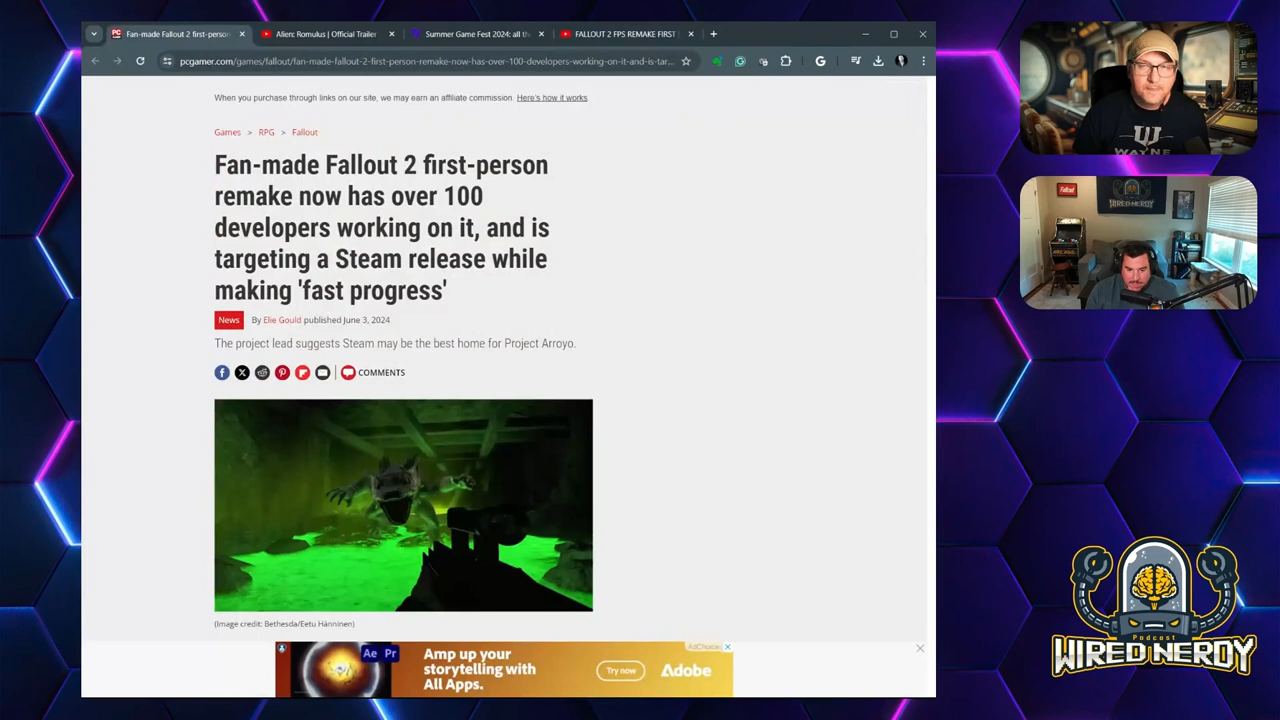 Fan-made Fallout 2 first-person
Alien: Romulus | Official Trailer
Summer Game Fest 2024: all th
FALLOUT 2 FPS REMAKE FIRST
pcgamer.com/games/fallout/fan-made-fallout-2-first-person-remake-now-has-over-100-developers-working-on-it-and-is-tar...
When you purchase through links on our site, we may earn an affiliate commission. Here's how it works
Games > RPG > Fallout
Fan-made Fallout 2 first-person
remake now has over 100
developers working on it, and is
targeting a Steam release while
making 'fast progress'
News By Elie Gould published June 3, 2024
The project lead suggests Steam may be the best home for Project Arroyo.
COMMENTS
(Image credit: Bethesda/Eetu Hänninen)
Ae Pr
Amp up your
storytelling with
All Apps.
Try now
Adobe
AdChoices
WAYNE
Fallout
WIRED NERDY
Podcast
WIRED NERDY